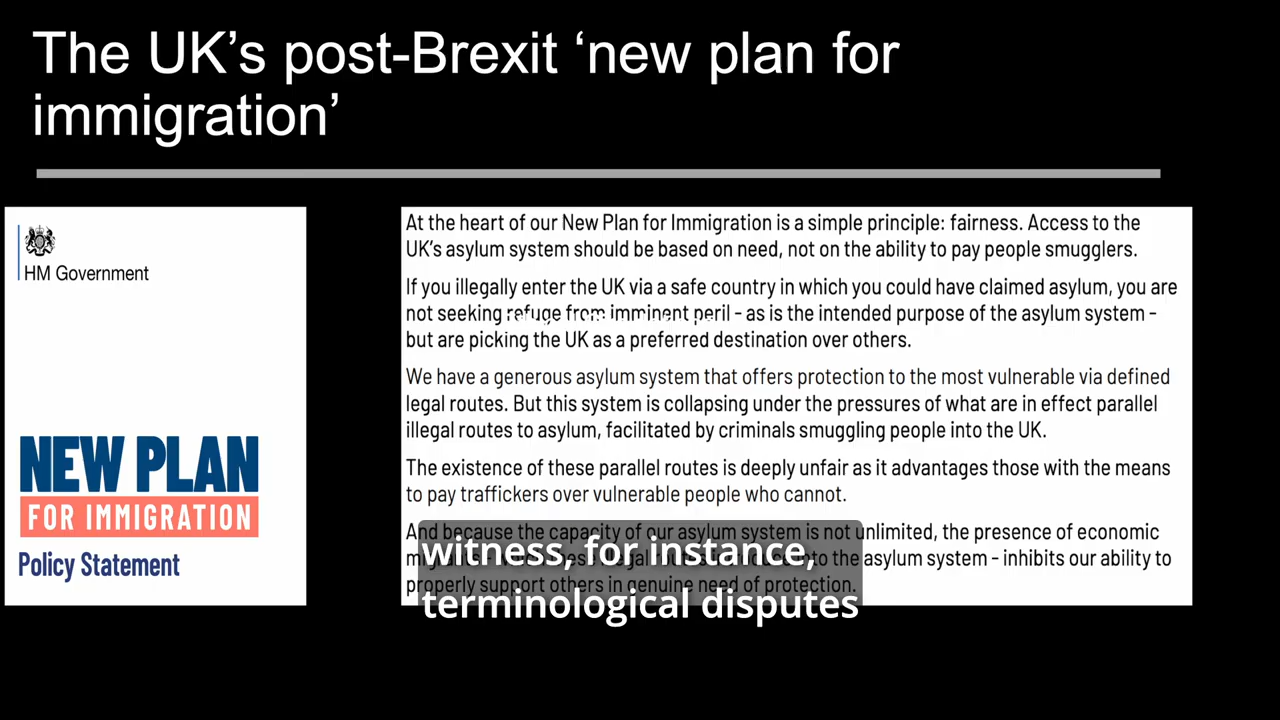 The UK’s post-Brexit ‘new plan for
immigration’
HM Government
NEW PLAN
FOR IMMIGRATION
Policy Statement
At the heart of our New Plan for Immigration is a simple principle: fairness. Access to the
UK’s asylum system should be based on need, not on the ability to pay people smugglers.
If you illegally enter the UK via a safe country in which you could have claimed asylum, you are
not seeking refuge from imminent peril - as is the intended purpose of the asylum system -
but are picking the UK as a preferred destination over others.
We have a generous asylum system that offers protection to the most vulnerable via defined
legal routes. But this system is collapsing under the pressures of what are in effect parallel
illegal routes to asylum, facilitated by criminals smuggling people into the UK.
The existence of these parallel routes is deeply unfair as it advantages those with the means
to pay traffickers over vulnerable people who cannot.
And because the capacity of our asylum system is not unlimited, the presence of economic
the asylum system - inhibits our ability to
properly support others in genuine need of protection.
witness, for instance,
terminological disputes